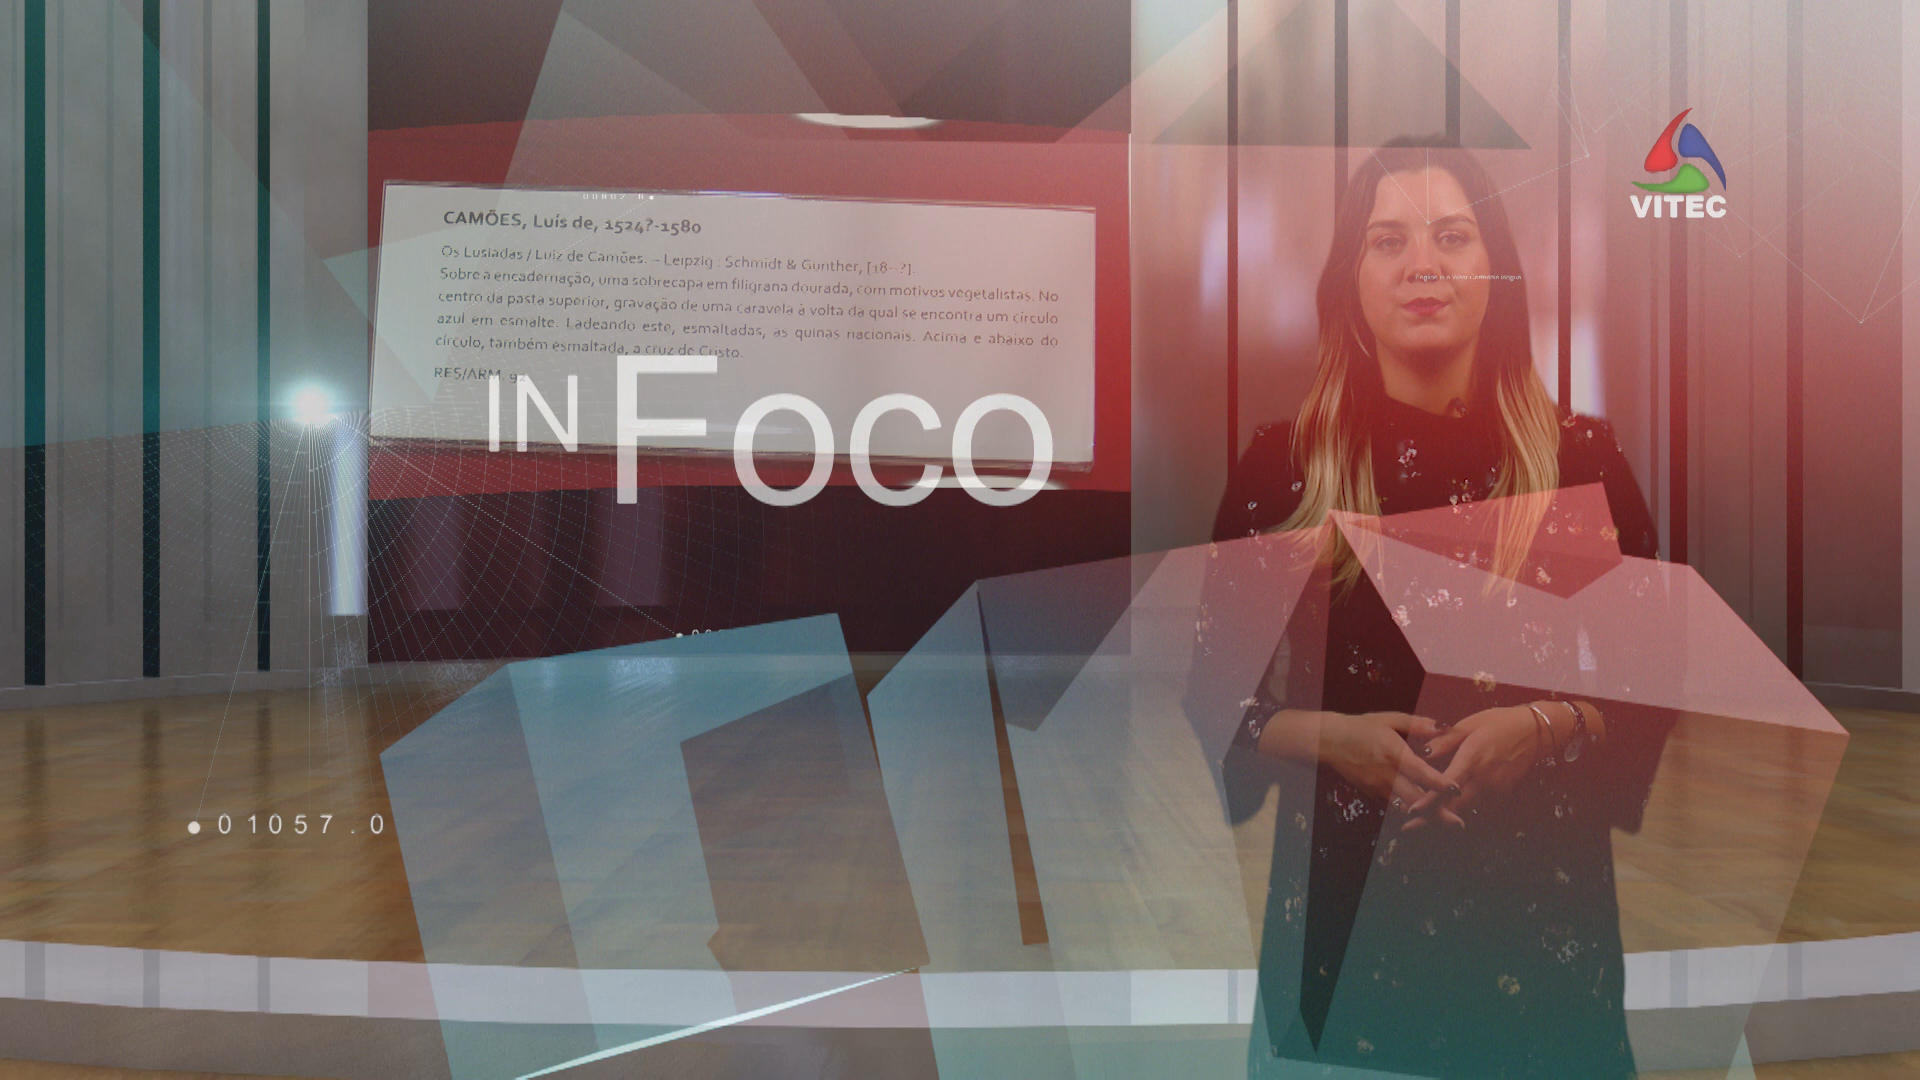 CAMÕES, Luís de, 1524?-1580
Os Lusíadas / Luiz de Camões. – Leipzig : Schmidt & Gunther, [18--?].
Sobre a encadernação, uma sobrecapa em filigrana dourada, com motivos vegetalistas. No
centro da pasta superior, gravação de uma caravela à volta da qual se encontra um círculo
azul em esmalte. Ladeando este, esmaltadas, as quinas nacionais. Acima e abaixo do
círculo, também esmaltada, a cruz de Cristo.
RES/ARM. 92
IN Foco
VITEC
01057.0